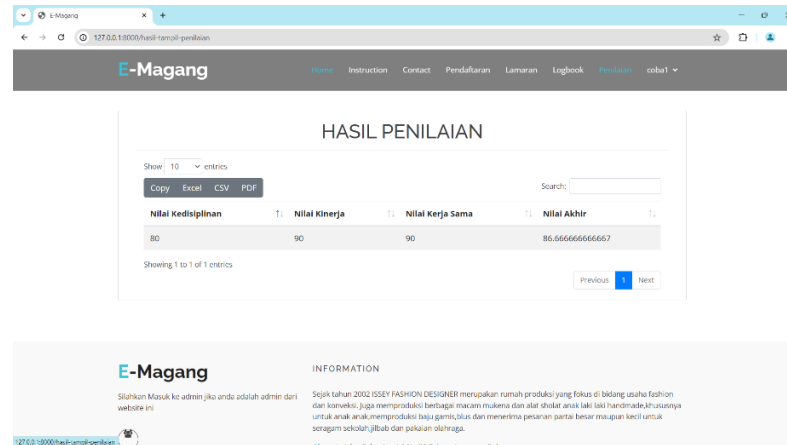 E-Magang
127.0.0.1:8000/hasil-tampil-penilaian
E-Magang
Home Instruction Contact Pendaftaran Lamaran Logbook Penilaian coba1
HASIL PENILAIAN
Show 10 entries
Copy Excel CSV PDF
Search:
Nilai Kedisiplinan Nilai Kinerja Nilai Kerja Sama Nilai Akhir
80 90 90 86.666666666667
Showing 1 to 1 of 1 entries
Previous 1 Next
E-Magang
INFORMATION
Silahkan Masuk ke admin jika anda adalah admin dari
website ini
Sejak tahun 2002 ISSEY FASHION DESIGNER merupakan rumah produksi yang fokus di bidang usaha fashion
dan konveksi. Juga memproduksi berbagai macam mukena dan alat sholat anak laki laki handmade,khususnya
untuk anak anak,memproduksi baju gamis,blus dan menerima pesanan partai besar maupun kecil untuk
seragam sekolah,jilbab dan pakaian olahraga.
127.0.0.1:8000/hasil-tampil-penilaian